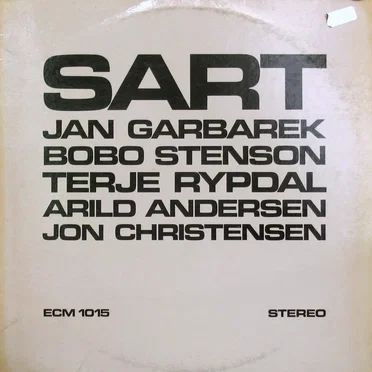 SART
JAN GARBAREK
BOBO STENSON
TERJE RYPDAL
ARILD ANDERSEN
JON CHRISTENSEN
ECM 1015 STEREO